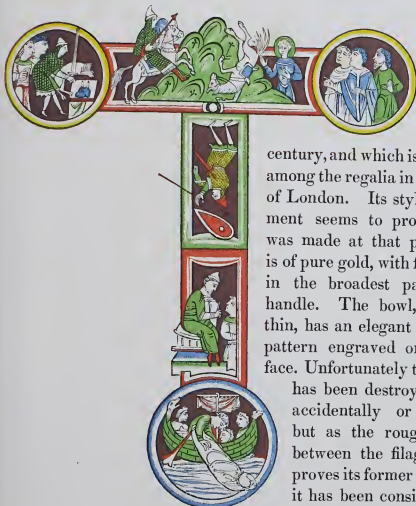 century, and which is
among the regalia in
of London. Its sty
ment seems to pro
was made at that p
is of pure gold, with f
in the broadest pa
handle. The bowl,
thin, has an elegant
pattern engraved o
face. Unfortunately t
has been destroy
accidentally or
but as the roug
between the filag
proves its former
it has been consi